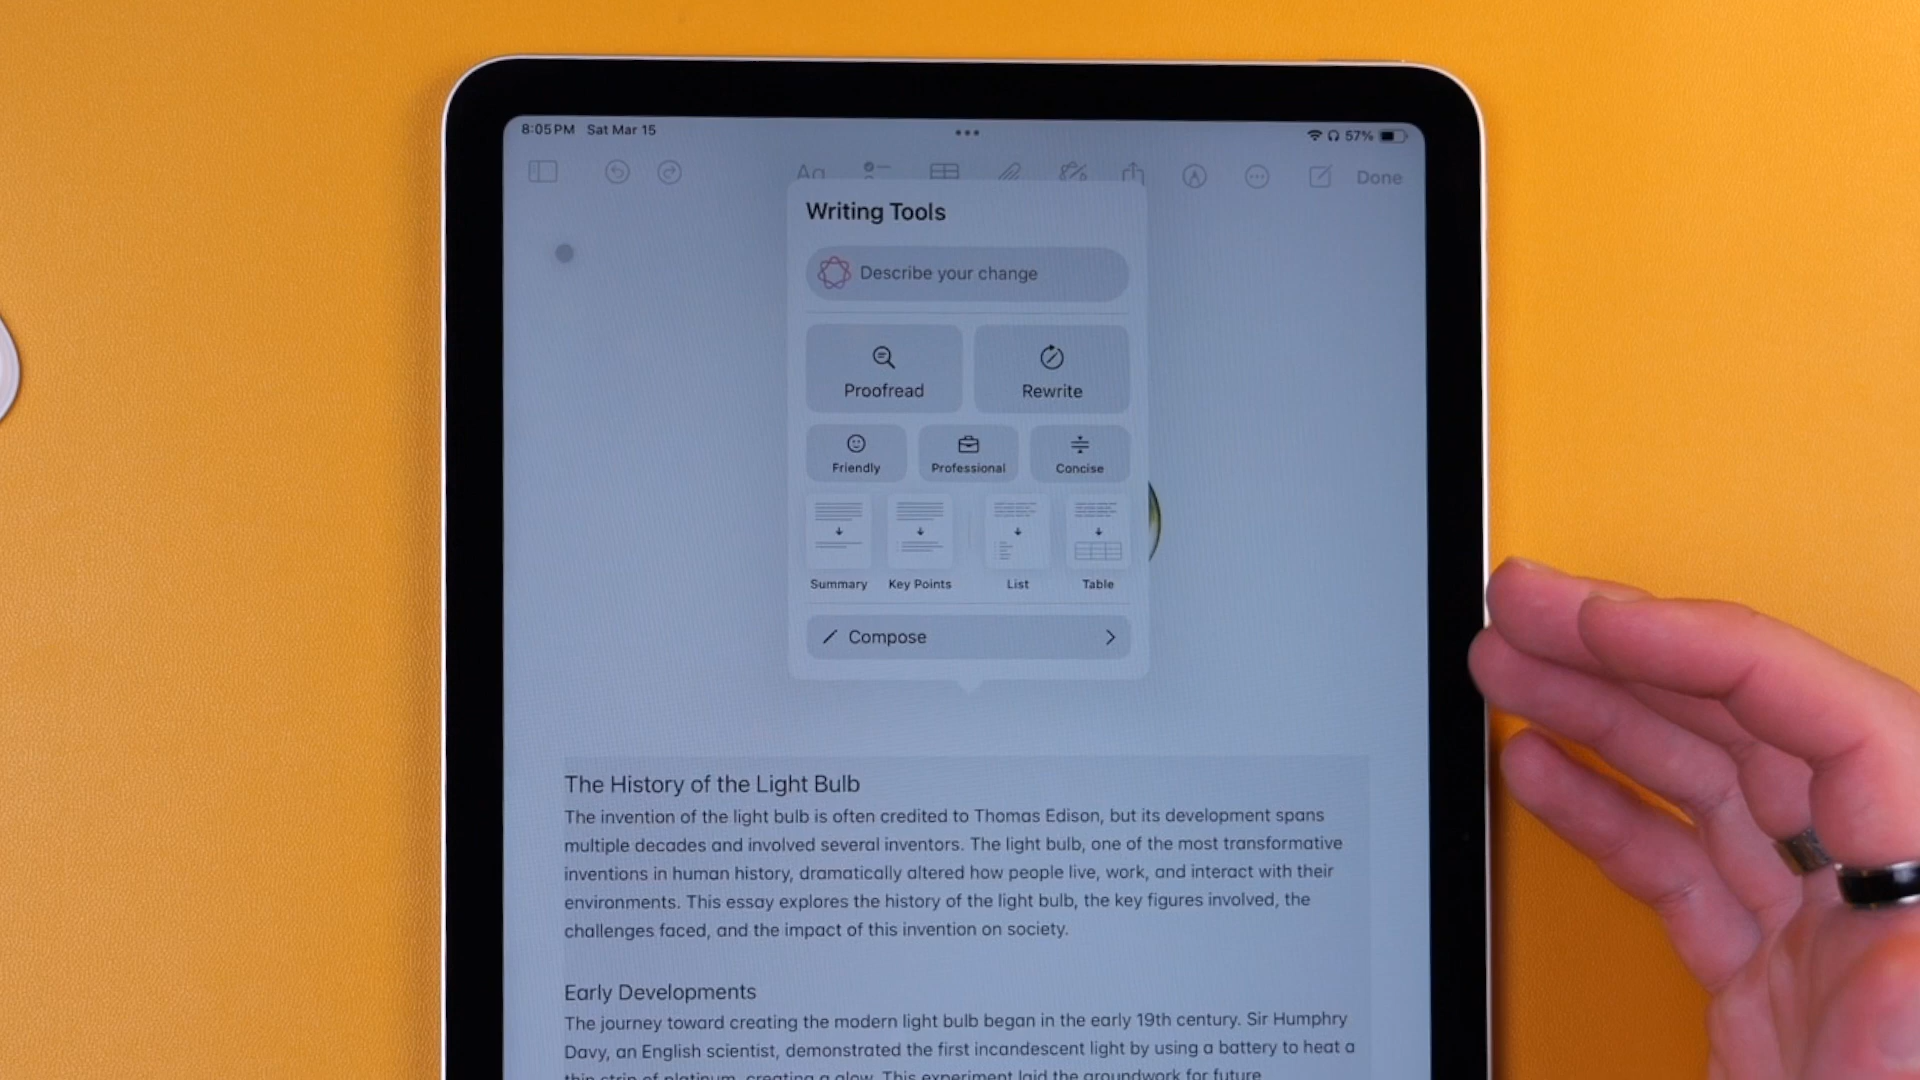 8:05 PM Sat Mar 15
57%
Aa
Done
Writing Tools
Describe your change
Proofread
Rewrite
Friendly
Professional
Concise
Summary
Key Points
List
Table
Compose
The History of the Light Bulb
The invention of the light bulb is often credited to Thomas Edison, but its development spans
multiple decades and involved several inventors. The light bulb, one of the most transformative
inventions in human history, dramatically altered how people live, work, and interact with their
environments. This essay explores the history of the light bulb, the key figures involved, the
challenges faced, and the impact of this invention on society.
Early Developments
The journey toward creating the modern light bulb began in the early 19th century. Sir Humphry
Davy, an English scientist, demonstrated the first incandescent light by using a battery to heat a
thin strip of platinum, creating a glow. This experiment laid the groundwork for future